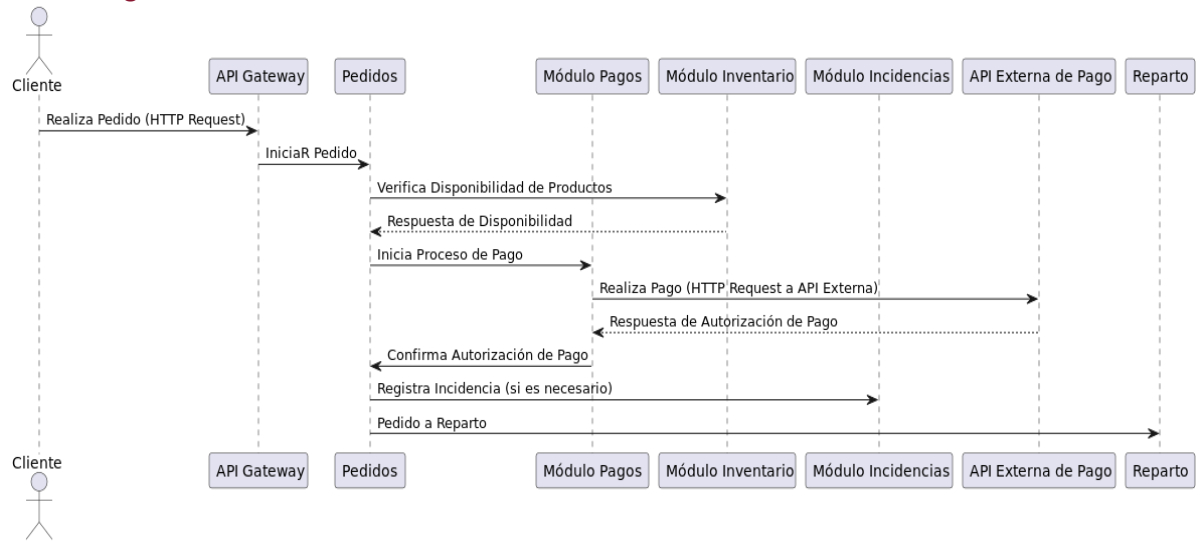 Cliente
API Gateway
Pedidos
Módulo Pagos
Módulo Inventario
Módulo Incidencias
API Externa de Pago
Reparto
Realiza Pedido (HTTP Request)
IniciaR Pedido
Verifica Disponibilidad de Productos
Respuesta de Disponibilidad
Inicia Proceso de Pago
Realiza Pago (HTTP Request a API Externa)
Respuesta de Autorización de Pago
Confirma Autorización de Pago
Registra Incidencia (si es necesario)
Pedido a Reparto
Cliente
API Gateway
Pedidos
Módulo Pagos
Módulo Inventario
Módulo Incidencias
API Externa de Pago
Reparto